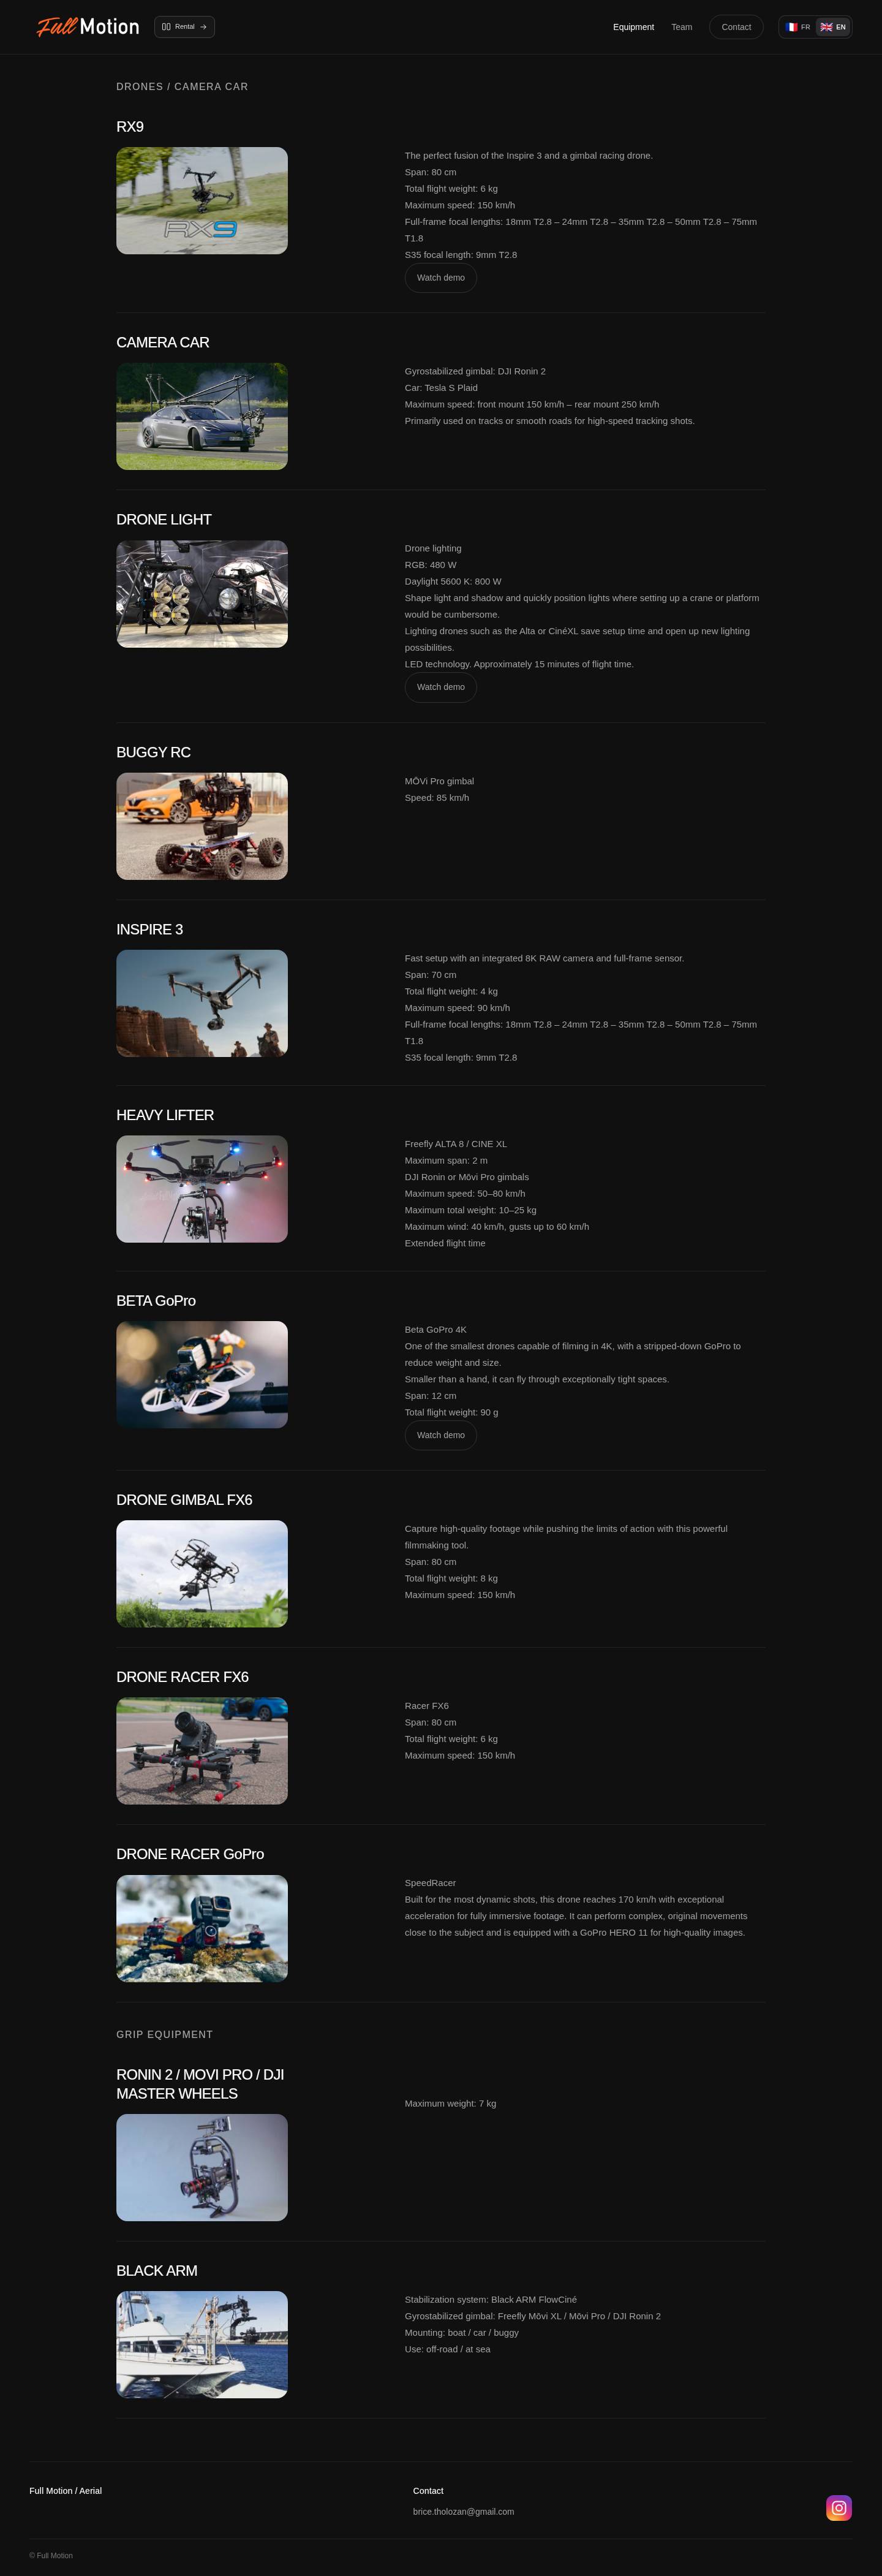 Full Motion
Rental →
Equipment
Team
Contact
FR
EN
DRONES / CAMERA CAR
RX9
RX9
The perfect fusion of the Inspire 3 and a gimbal racing drone.
Span: 80 cm
Total flight weight: 6 kg
Maximum speed: 150 km/h
Full-frame focal lengths: 18mm T2.8 – 24mm T2.8 – 35mm T2.8 – 50mm T2.8 – 75mm
T1.8
S35 focal length: 9mm T2.8
Watch demo
CAMERA CAR
Gyrostabilized gimbal: DJI Ronin 2
Car: Tesla S Plaid
Maximum speed: front mount 150 km/h – rear mount 250 km/h
Primarily used on tracks or smooth roads for high-speed tracking shots.
DRONE LIGHT
Drone lighting
RGB: 480 W
Daylight 5600 K: 800 W
Shape light and shadow and quickly position lights where setting up a crane or platform
would be cumbersome.
Lighting drones such as the Alta or CinéXL save setup time and open up new lighting
possibilities.
LED technology. Approximately 15 minutes of flight time.
Watch demo
BUGGY RC
MŌVi Pro gimbal
Speed: 85 km/h
INSPIRE 3
Fast setup with an integrated 8K RAW camera and full-frame sensor.
Span: 70 cm
Total flight weight: 4 kg
Maximum speed: 90 km/h
Full-frame focal lengths: 18mm T2.8 – 24mm T2.8 – 35mm T2.8 – 50mm T2.8 – 75mm
T1.8
S35 focal length: 9mm T2.8
HEAVY LIFTER
Freefly ALTA 8 / CINE XL
Maximum span: 2 m
DJI Ronin or Mōvi Pro gimbals
Maximum speed: 50–80 km/h
Maximum total weight: 10–25 kg
Maximum wind: 40 km/h, gusts up to 60 km/h
Extended flight time
BETA GoPro
Beta GoPro 4K
One of the smallest drones capable of filming in 4K, with a stripped-down GoPro to
reduce weight and size.
Smaller than a hand, it can fly through exceptionally tight spaces.
Span: 12 cm
Total flight weight: 90 g
Watch demo
DRONE GIMBAL FX6
Capture high-quality footage while pushing the limits of action with this powerful
filmmaking tool.
Span: 80 cm
Total flight weight: 8 kg
Maximum speed: 150 km/h
DRONE RACER FX6
Racer FX6
Span: 80 cm
Total flight weight: 6 kg
Maximum speed: 150 km/h
DRONE RACER GoPro
SpeedRacer
Built for the most dynamic shots, this drone reaches 170 km/h with exceptional
acceleration for fully immersive footage. It can perform complex, original movements
close to the subject and is equipped with a GoPro HERO 11 for high-quality images.
GRIP EQUIPMENT
RONIN 2 / MOVI PRO / DJI
MASTER WHEELS
Maximum weight: 7 kg
BLACK ARM
Stabilization system: Black ARM FlowCiné
Gyrostabilized gimbal: Freefly Mōvi XL / Mōvi Pro / DJI Ronin 2
Mounting: boat / car / buggy
Use: off-road / at sea
Full Motion / Aerial
Contact
brice.tholozan@gmail.com
© Full Motion